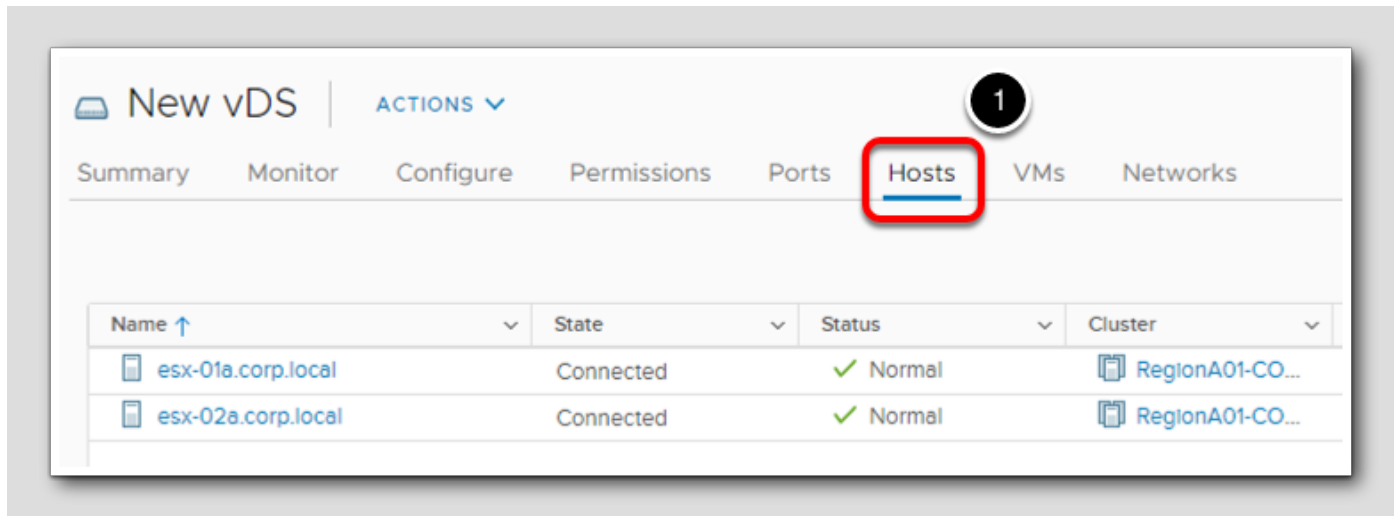 New vDS ACTIONS
1
Summary Monitor Configure Permissions Ports Hosts VMs Networks
Name State Status Cluster
esx-01a.corp.local Connected Normal RegionA01-CO...
esx-02a.corp.local Connected Normal RegionA01-CO...